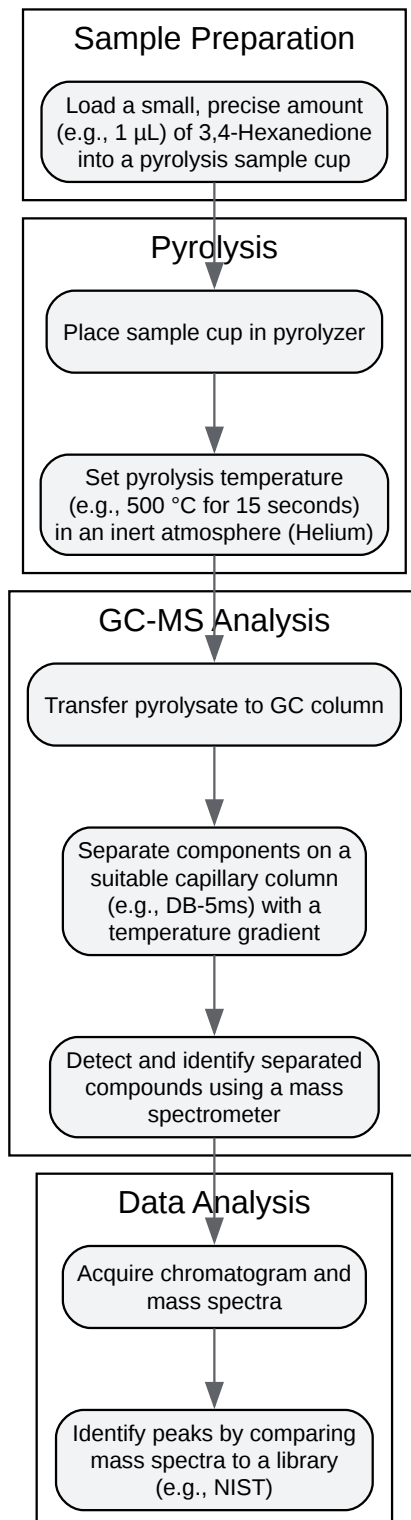 Sample Preparation
Load a small, precise amount
(e.g., 1 µL) of 3,4-Hexanedione
into a pyrolysis sample cup
Pyrolysis
Place sample cup in pyrolyzer
Set pyrolysis temperature
(e.g., 500 °C for 15 seconds)
in an inert atmosphere (Helium)
GC-MS Analysis
Transfer pyrolysate to GC column
Separate components on a
suitable capillary column
(e.g., DB-5ms) with a
temperature gradient
Detect and identify separated
compounds using a mass
spectrometer
Data Analysis
Acquire chromatogram and
mass spectra
Identify peaks by comparing
mass spectra to a library
(e.g., NIST)